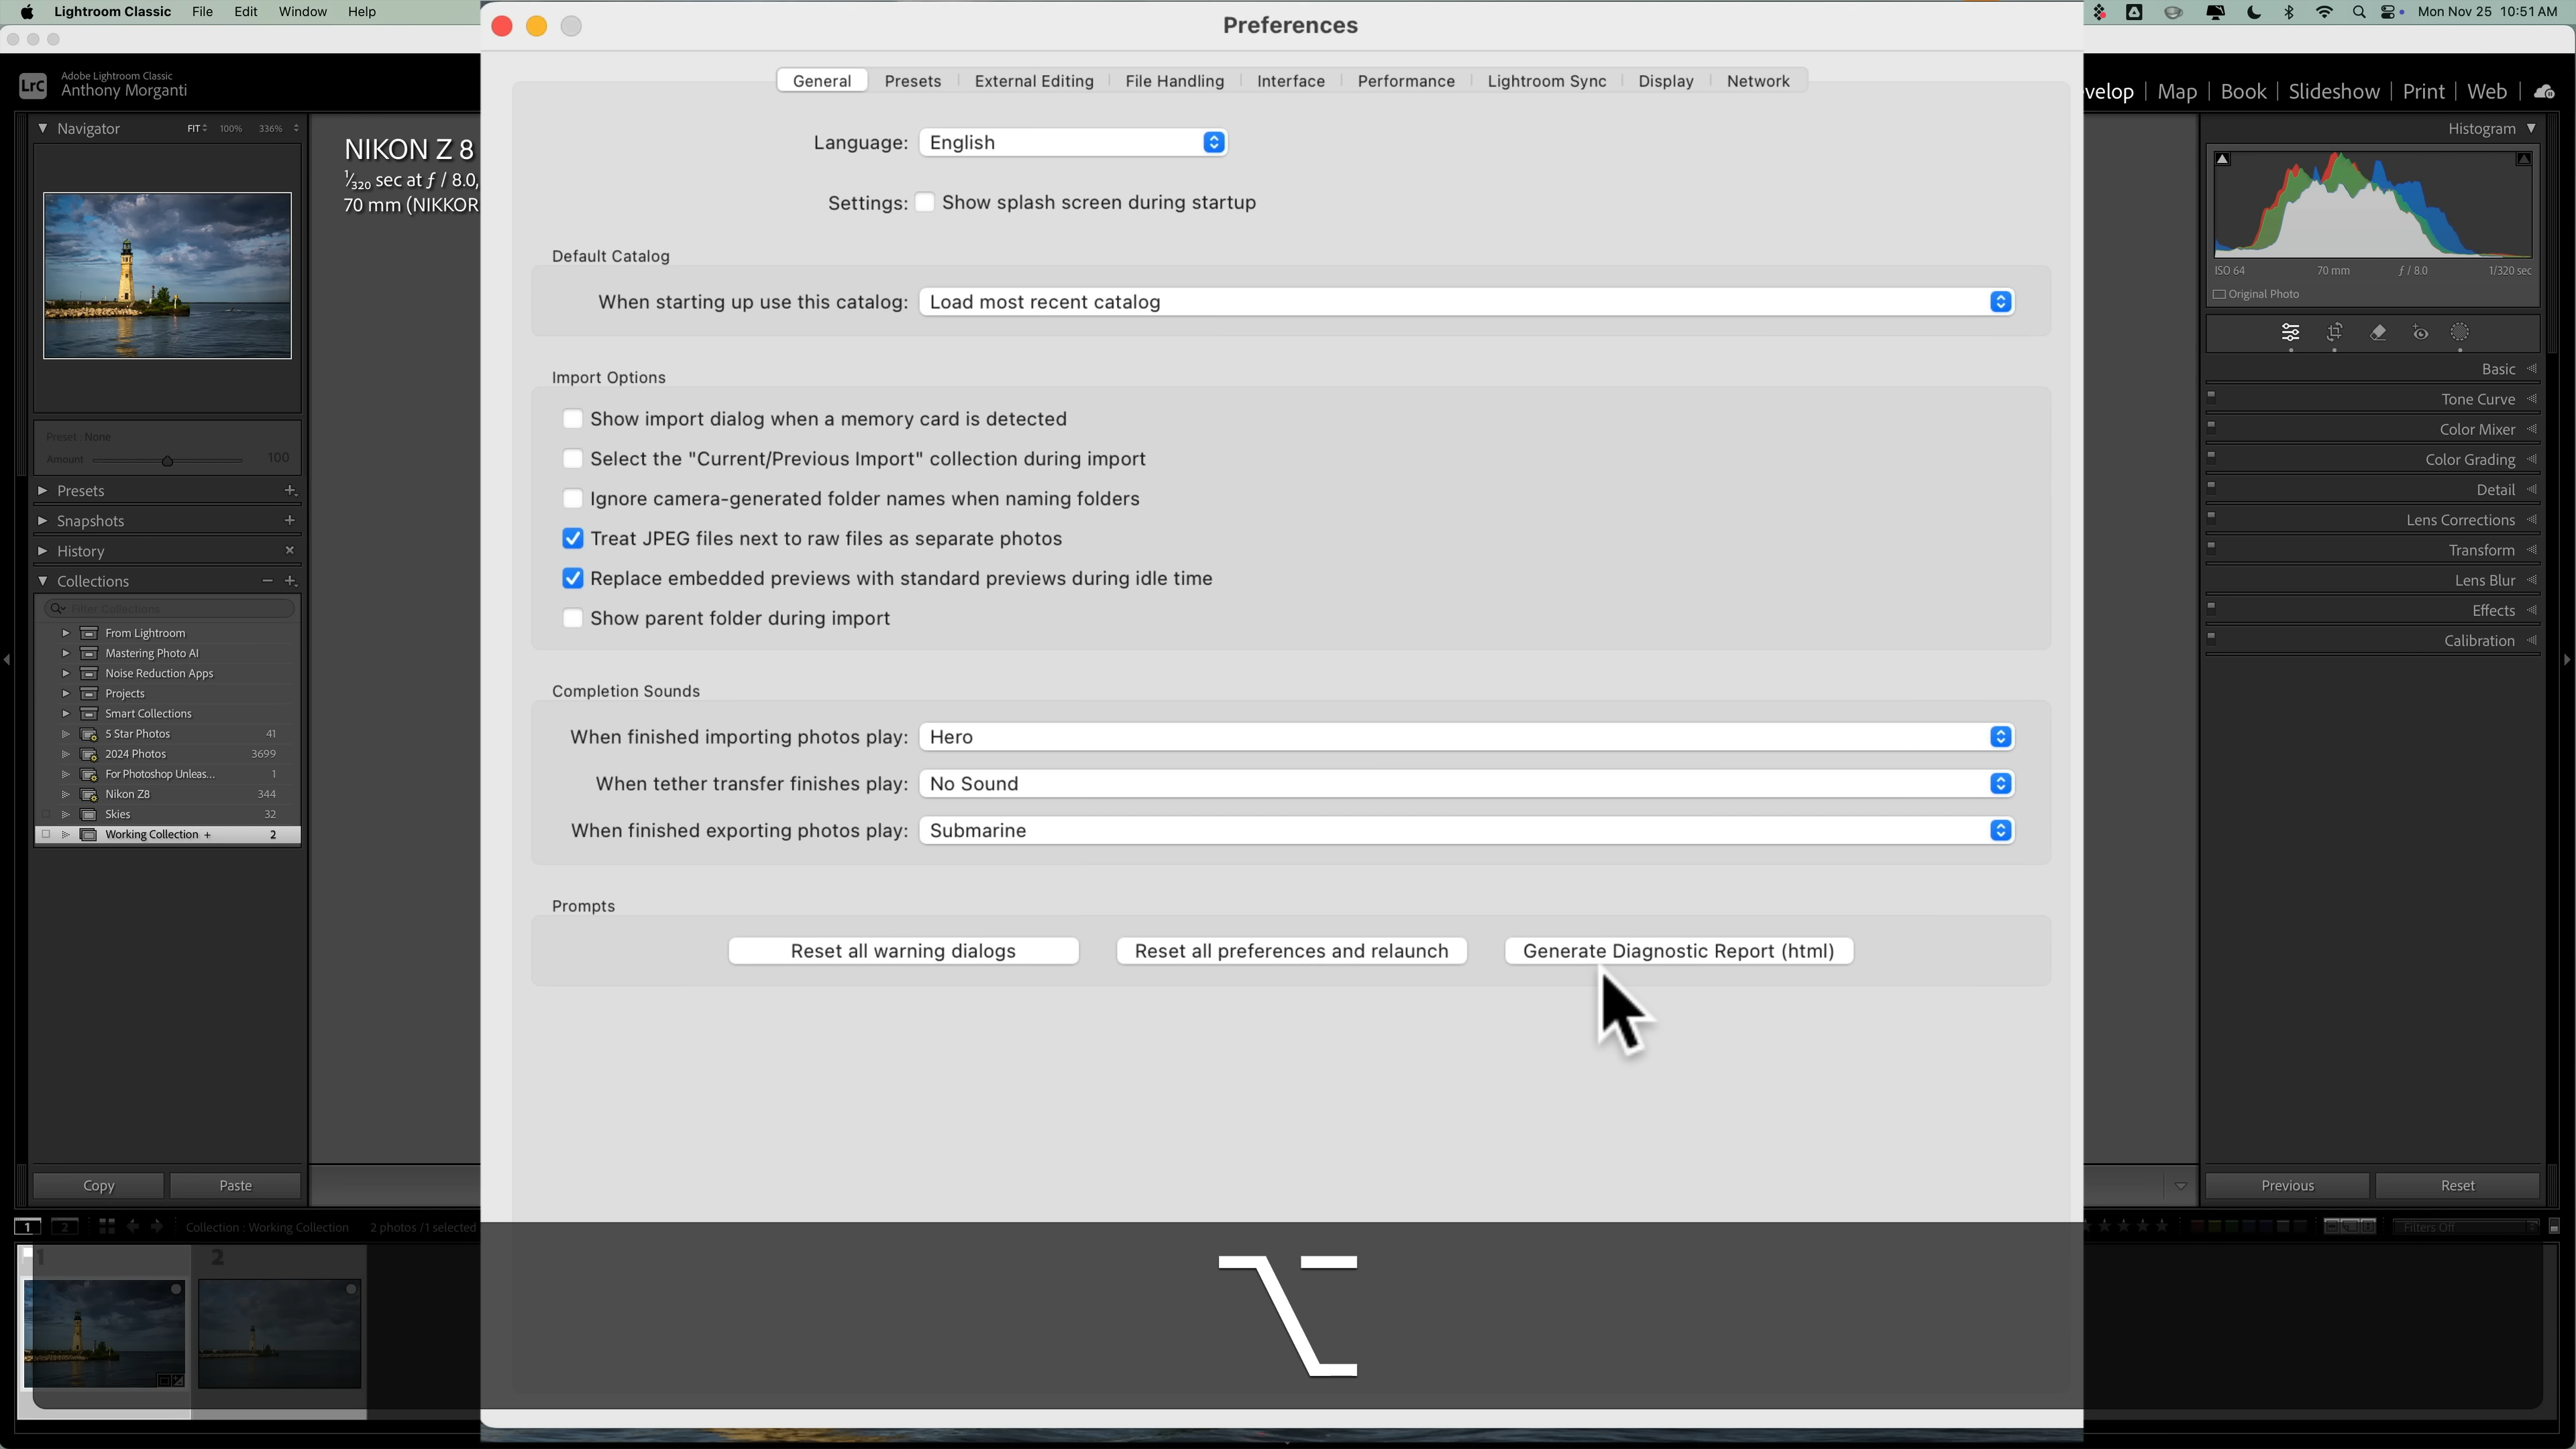 Lightroom Classic File Edit Window Help
Mon Nov 25 10:51 AM
Preferences
LrC
Adobe Lightroom Classic
Anthony Morganti
velop | Map | Book | Slideshow | Print | Web
Navigator FIT 100% 336%
Preset : None
Amount 100
Presets
Snapshots
History
Collections
Filter Collections
From Lightroom
Mastering Photo AI
Noise Reduction Apps
Projects
Smart Collections
5 Star Photos 41
2024 Photos 3699
For Photoshop Unleas... 1
Nikon Z8 344
Skies 32
Working Collection + 2
Copy Paste
NIKON Z 8
1/320 sec at ƒ / 8.0,
70 mm (NIKKOR
General Presets External Editing File Handling Interface Performance Lightroom Sync Display Network
Language: English
Settings: Show splash screen during startup
Default Catalog
When starting up use this catalog: Load most recent catalog
Import Options
Show import dialog when a memory card is detected
Select the "Current/Previous Import" collection during import
Ignore camera-generated folder names when naming folders
Treat JPEG files next to raw files as separate photos
Replace embedded previews with standard previews during idle time
Show parent folder during import
Completion Sounds
When finished importing photos play: Hero
When tether transfer finishes play: No Sound
When finished exporting photos play: Submarine
Prompts
Reset all warning dialogs Reset all preferences and relaunch Generate Diagnostic Report (html)
Histogram
ISO 64 70 mm ƒ / 8.0 1/320 sec
Original Photo
Basic
Tone Curve
Color Mixer
Color Grading
Detail
Lens Corrections
Transform
Lens Blur
Effects
Calibration
Previous Reset
1 2 Collection : Working Collection 2 photos /1 selected
Filters Off
1 2